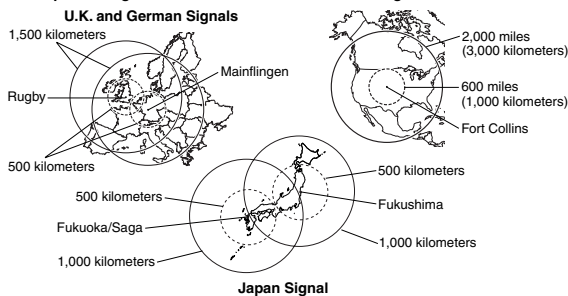 U.K. and German Signals
1,500 kilometers
Mainflingen
Rugby
500 kilometers
2,000 miles
(3,000 kilometers)
600 miles
(1,000 kilometers)
Fort Collins
500 kilometers
500 kilometers
Fukushima
Fukuoka/Saga
1,000 kilometers
1,000 kilometers
Japan Signal